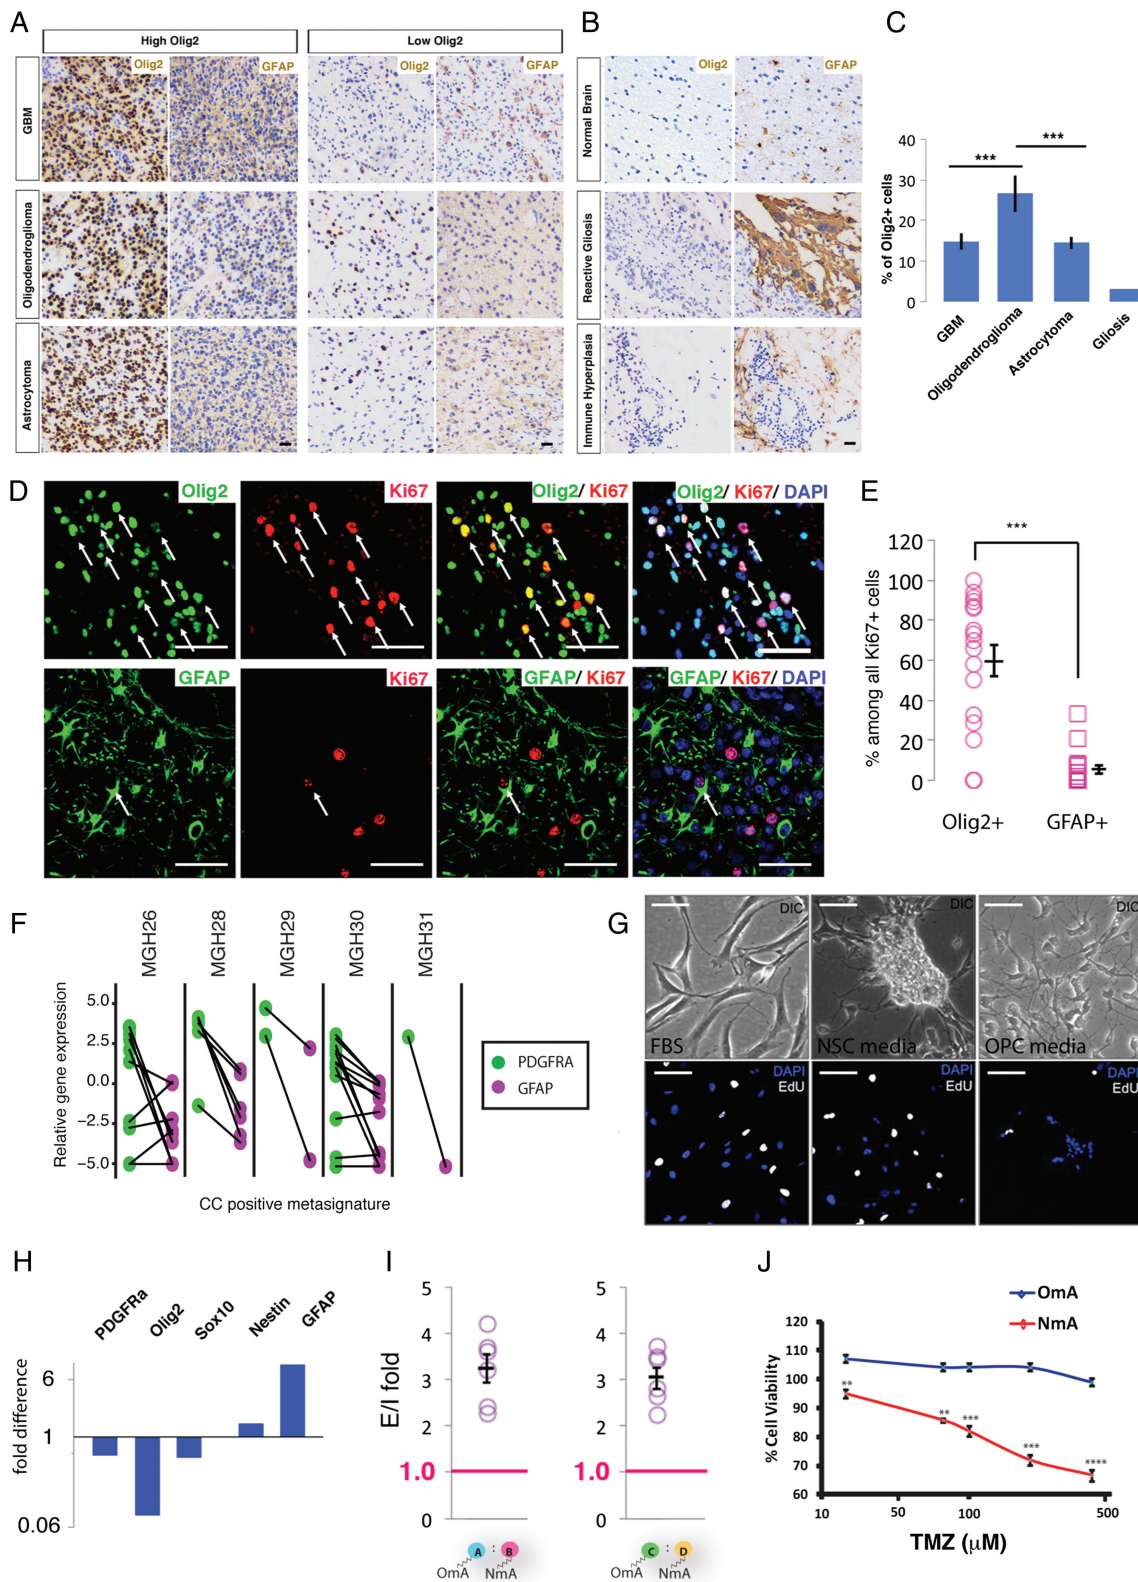 A
High Olig2
Low Olig2
GBM
Olig2
GFAP
Olig2
GFAP
Oligodendroglioma
Astrocytoma
B
Normal Brain
Olig2
GFAP
Reactive Gliosis
Immune Hyperplasia
C
% of Olig2+ cells
40
30
20
10
0
***
***
GBM
Oligodendroglioma
Astrocytoma
Gliosis
D
Olig2
Ki67
Olig2/ Ki67
Olig2/ Ki67/ DAPI
GFAP
Ki67
GFAP/ Ki67
GFAP/ Ki67/ DAPI
E
% among all Ki67+ cells
120
100
80
60
40
20
0
***
Olig2+
GFAP+
F
MGH26
MGH28
MGH29
MGH30
MGH31
Relative gene expression
5.0
2.5
0.0
−2.5
−5.0
PDGFRA
GFAP
CC positive metasignature
G
DIC
DIC
DIC
FBS
NSC media
OPC media
DAPI
EdU
DAPI
EdU
DAPI
EdU
H
PDGFRa
Olig2
Sox10
Nestin
GFAP
fold difference
6
1
0.06
I
E/I fold
5
4
3
2
1.0
0
A : B
OmA NmA
5
4
3
2
1.0
0
C : D
OmA NmA
J
OmA
NmA
% Cell Viability
120
110
100
90
80
70
60
**
**
***
***
****
10
50
100
500
TMZ (µM)